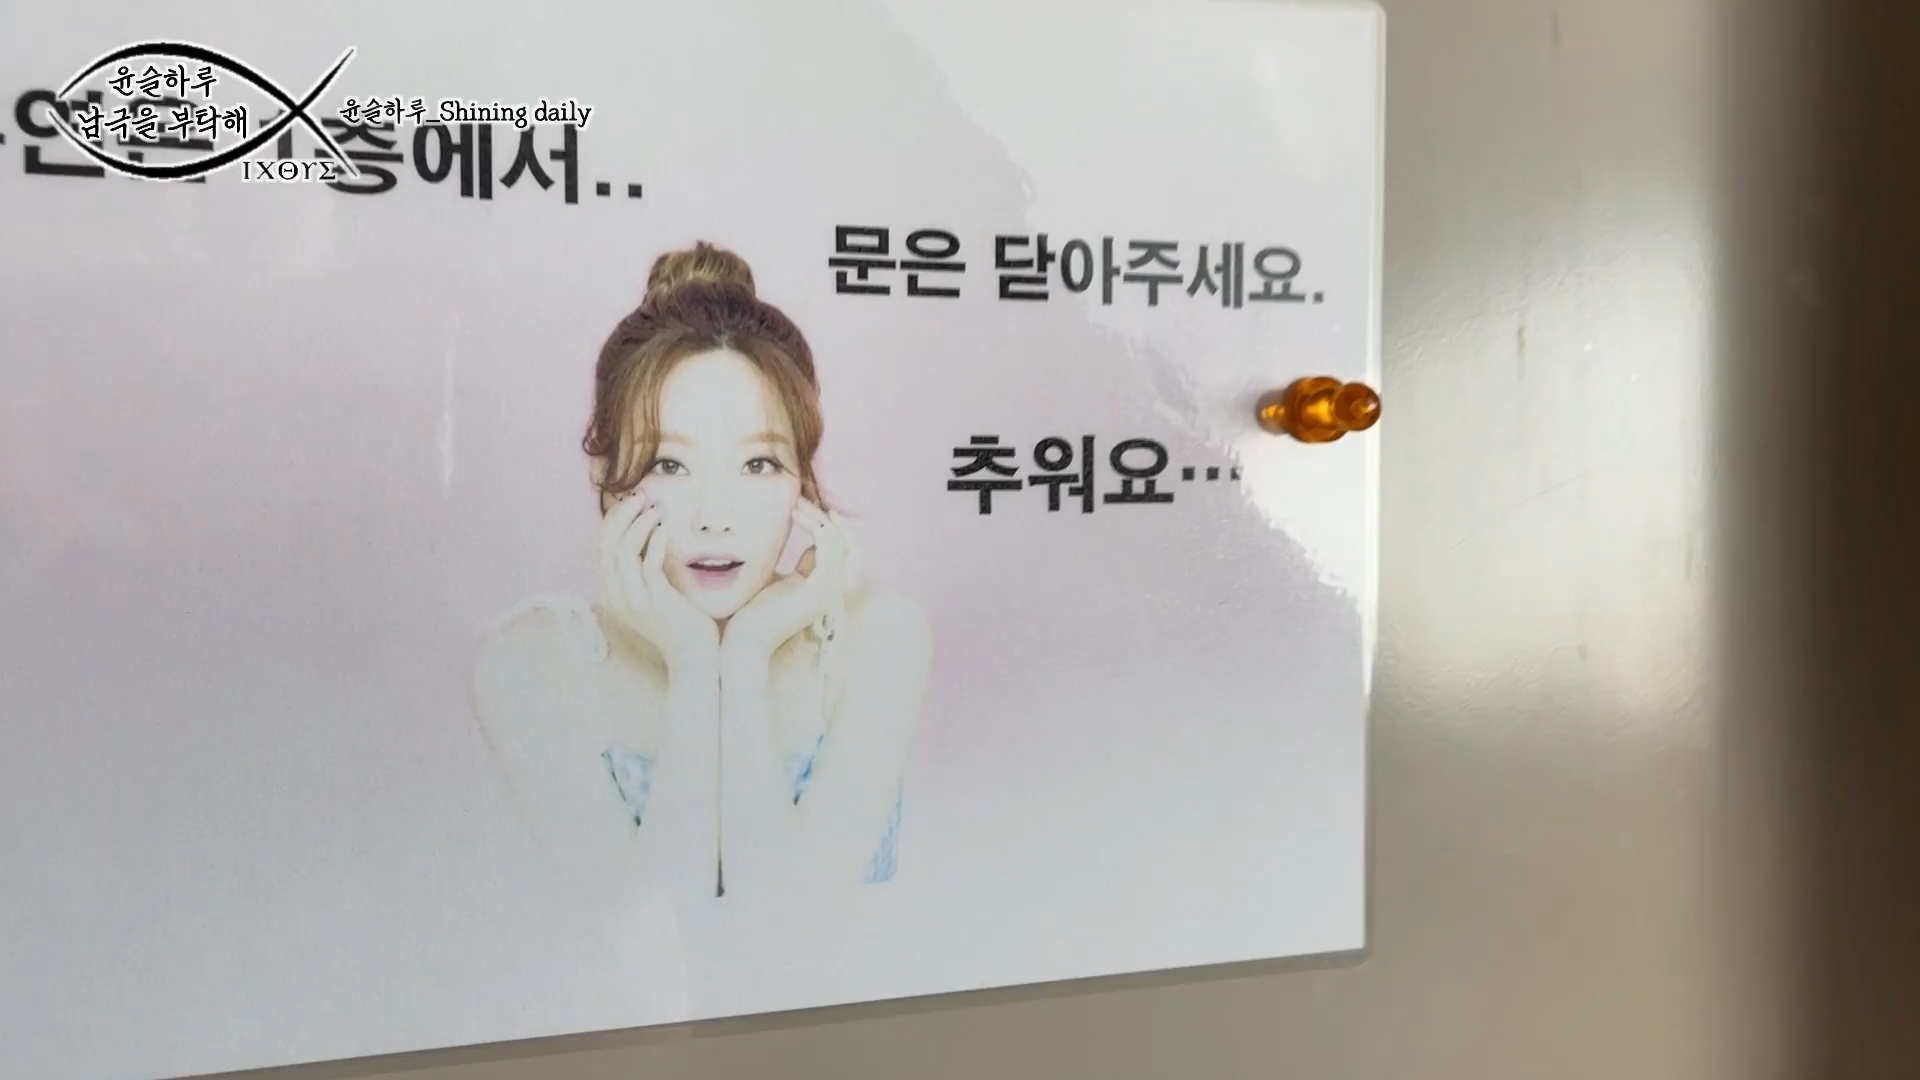 윤슬하루
남극을 부탁해
ΙΧΘΥΣ
윤슬하루_Shining daily
층에서..
문은 닫아주세요.
추워요…